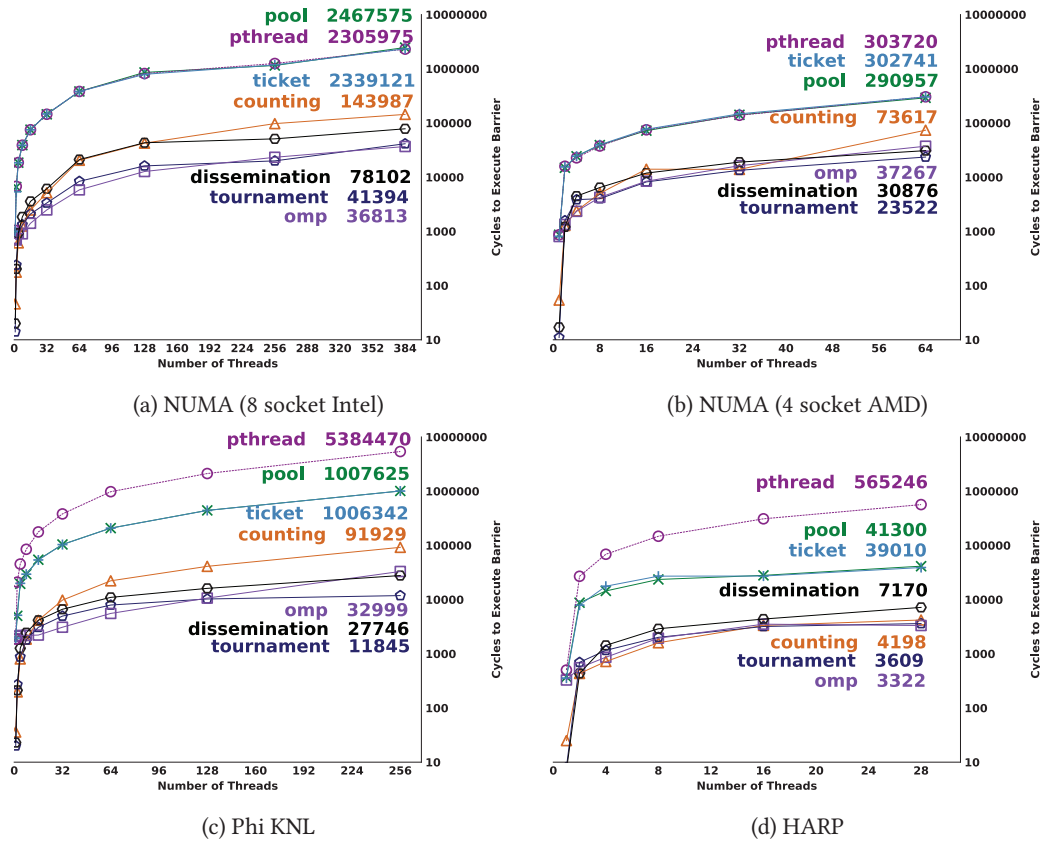 pool 2467575
pthread 2305975
ticket 2339121
counting 143987
dissemination 78102
tournament 41394
omp 36813
10000000
1000000
100000
10000
1000
100
10
Cycles to Execute Barrier
0 32 64 96 128 160 192 224 256 288 320 352 384
Number of Threads
(a) NUMA (8 socket Intel)
pthread 303720
ticket 302741
pool 290957
counting 73617
omp 37267
dissemination 30876
tournament 23522
10000000
1000000
100000
10000
1000
100
10
Cycles to Execute Barrier
0 8 16 24 32 40 48 56 64
Number of Threads
(b) NUMA (4 socket AMD)
pthread 5384470
pool 1007625
ticket 1006342
counting 91929
omp 32999
dissemination 27746
tournament 11845
10000000
1000000
100000
10000
1000
100
10
Cycles to Execute Barrier
0 32 64 96 128 160 192 224 256
Number of Threads
(c) Phi KNL
pthread 565246
pool 41300
ticket 39010
dissemination 7170
counting 4198
tournament 3609
omp 3322
10000000
1000000
100000
10000
1000
100
10
Cycles to Execute Barrier
0 4 8 12 16 20 24 28
Number of Threads
(d) HARP